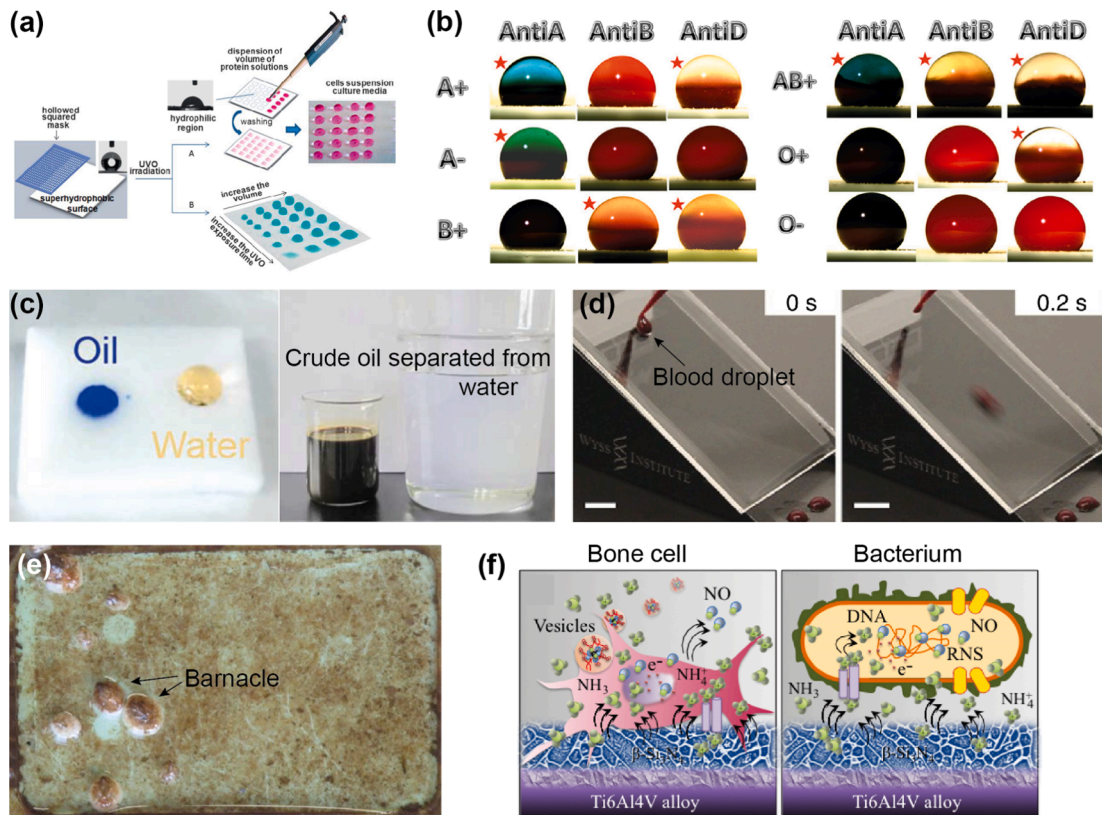 (a)
dispension of
volume of
protein solutions
cells suspension
culture media
hydrophilic
region
washing
hollowed
squared
mask
UVO
irradiation
A
superhydrophobic
surface
B
increase the
volume
increase the UVO
exposure time
(b)
AntiA AntiB AntiD
A+
A-
B+
AntiA AntiB AntiD
AB+
O+
O-
(c)
Oil
Water
Crude oil separated from
water
(d)
0 s
Blood droplet
WYSS
INSTITUTE
0.2 s
WYSS
INSTITUTE
(e)
Barnacle
(f)
Bone cell
NO
Vesicles
e-
NH₃
NH₄⁺
β-Si₃N₄
Ti6Al4V alloy
Bacterium
DNA
NO
RNS
e-
NH₃
NH₄⁺
β-Si₃N₄
Ti6Al4V alloy